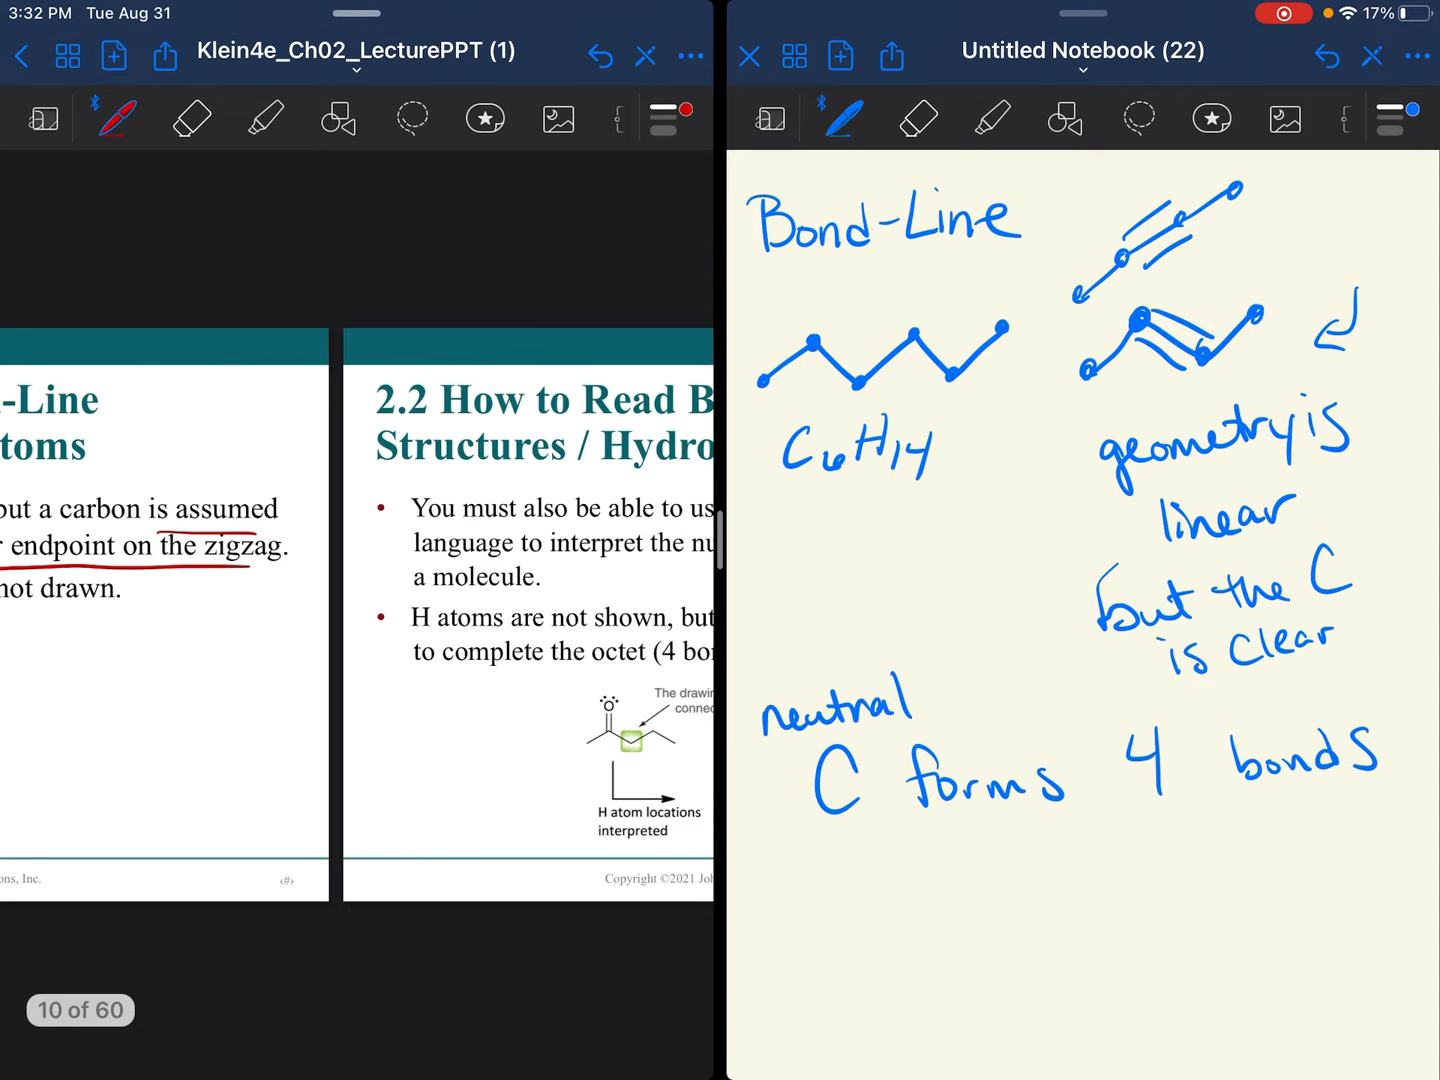 3:32 PM Tue Aug 31
17%
Klein4e_Ch02_LecturePPT (1)
Untitled Notebook (22)
-Line
toms
but a carbon is assumed
r endpoint on the zigzag.
not drawn.
ons, Inc.
‹#›
2.2 How to Read B
Structures / Hydro
• You must also be able to us
language to interpret the nu
a molecule.
• H atoms are not shown, but
to complete the octet (4 bo
The drawin
connec
O
H atom locations
interpreted
Copyright ©2021 Joh
10 of 60
Bond-Line
C6H14
geometry is
linear
but the C
is clear
neutral
C forms 4 bonds